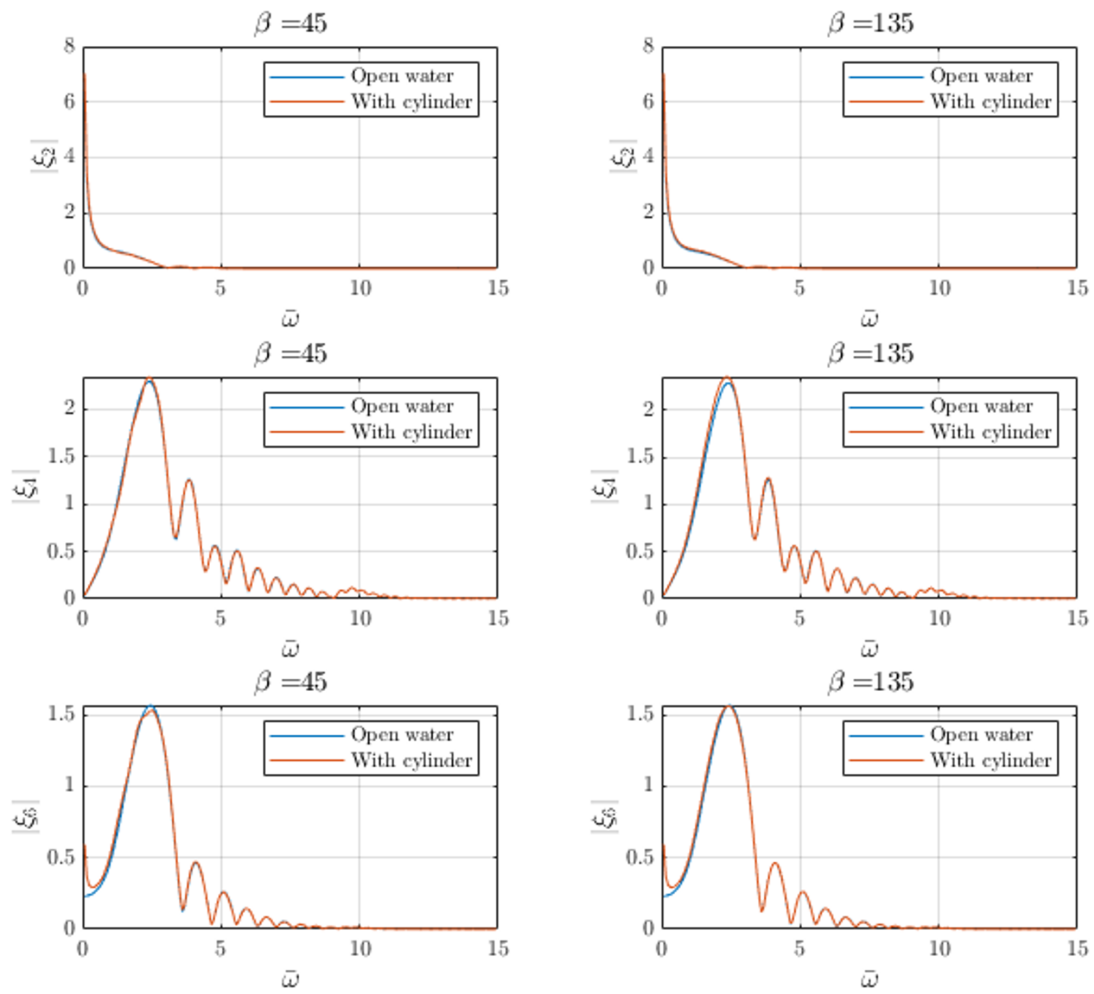 β =45
8
6
4
2
0
|ξ₂|
Open water
With cylinder
0 5 10 15
ω̄
β =135
8
6
4
2
0
|ξ₂|
Open water
With cylinder
0 5 10 15
ω̄
β =45
2
1.5
1
0.5
0
|ξ₄|
Open water
With cylinder
0 5 10 15
ω̄
β =135
2
1.5
1
0.5
0
|ξ₄|
Open water
With cylinder
0 5 10 15
ω̄
β =45
1.5
1
0.5
0
|ξ₆|
Open water
With cylinder
0 5 10 15
ω̄
β =135
1.5
1
0.5
0
|ξ₆|
Open water
With cylinder
0 5 10 15
ω̄